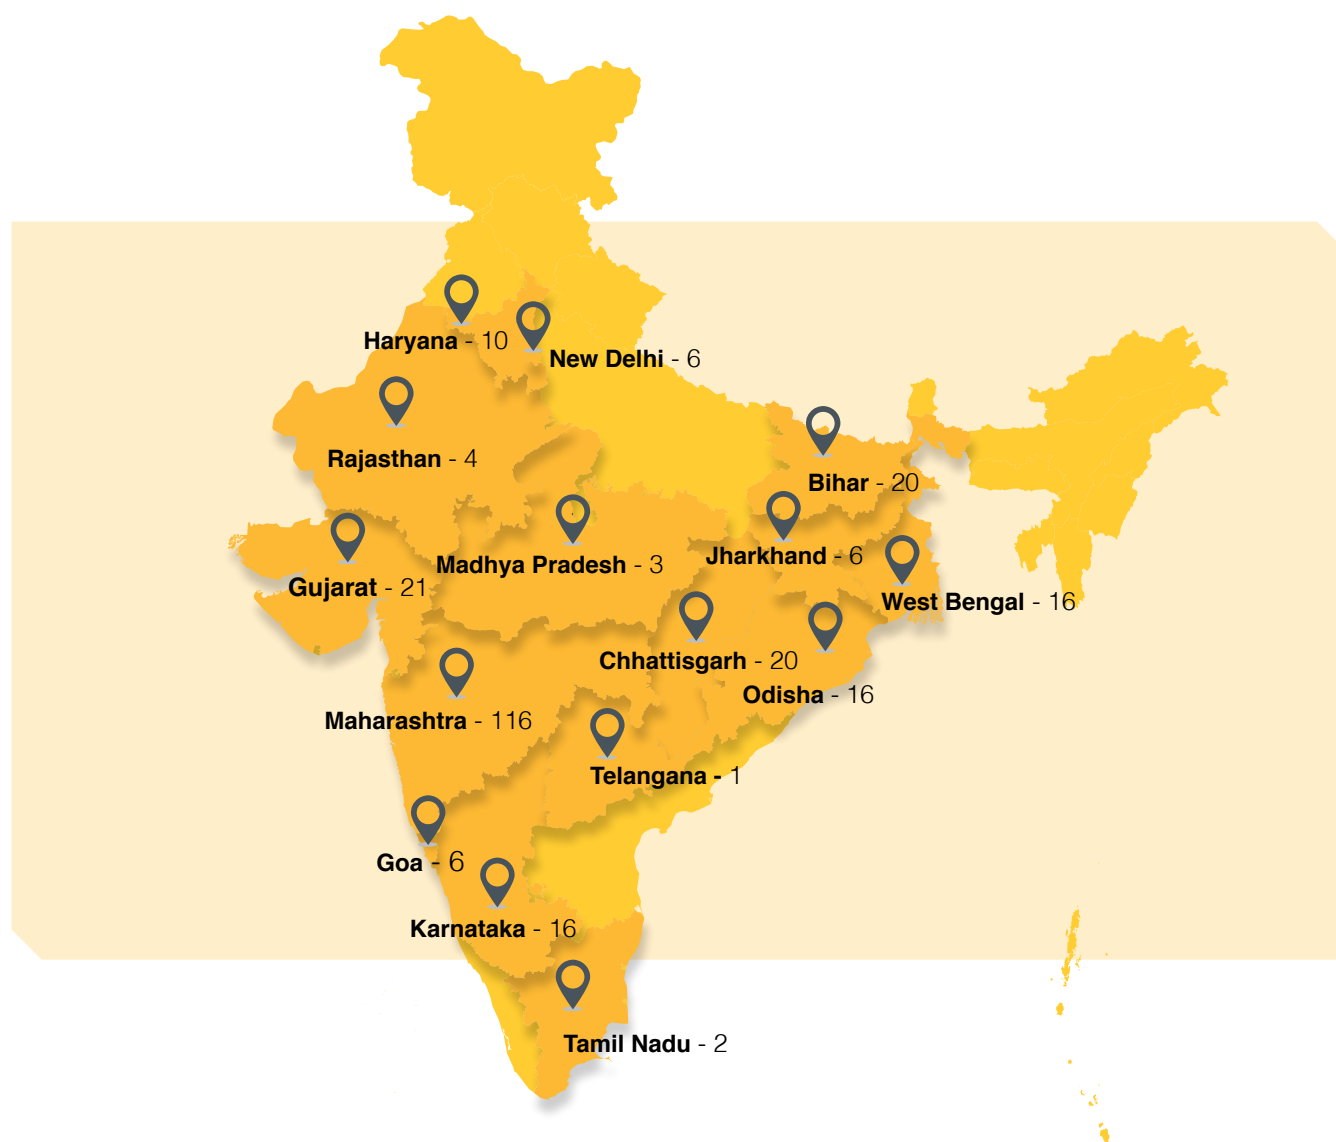 Haryana - 10
New Delhi - 6
Rajasthan - 4
Bihar - 20
Jharkhand - 6
Madhya Pradesh - 3
Gujarat - 21
West Bengal - 16
Chhattisgarh - 20
Odisha - 16
Maharashtra - 116
Telangana - 1
Goa - 6
Karnataka - 16
Tamil Nadu - 2